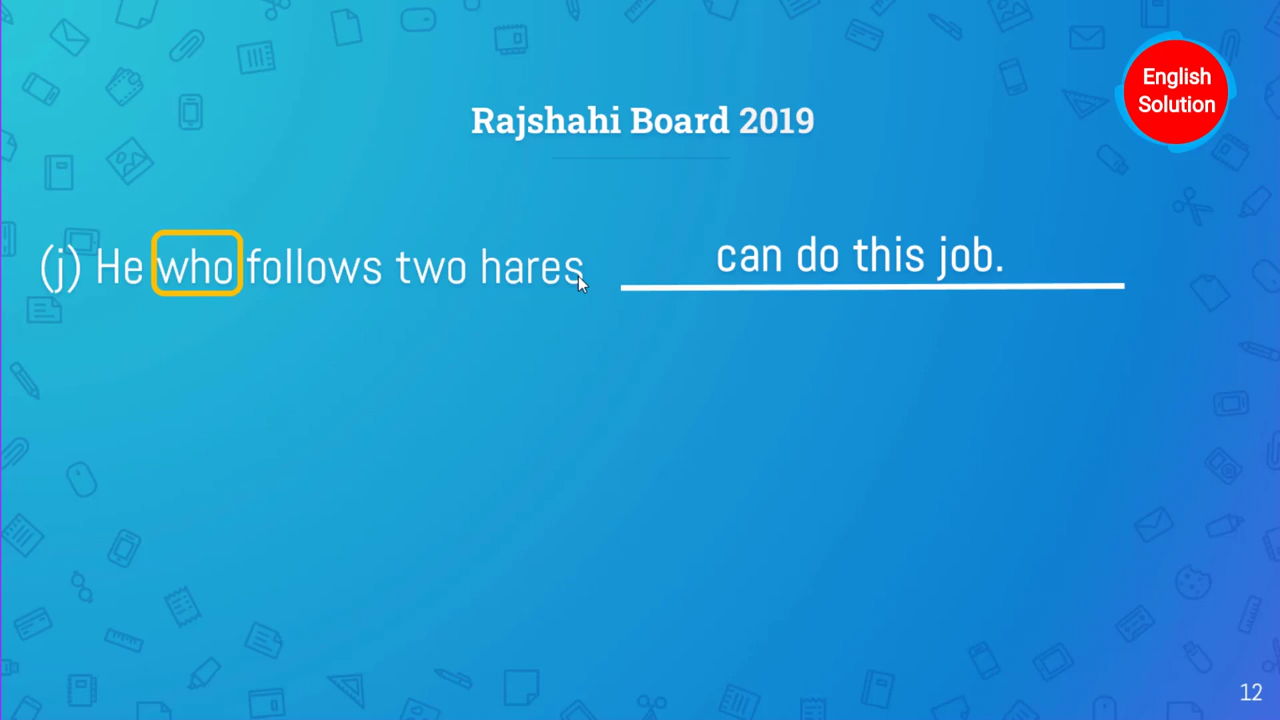 English
Solution
Rajshahi Board 2019
(j) He who follows two hares can do this job.
12